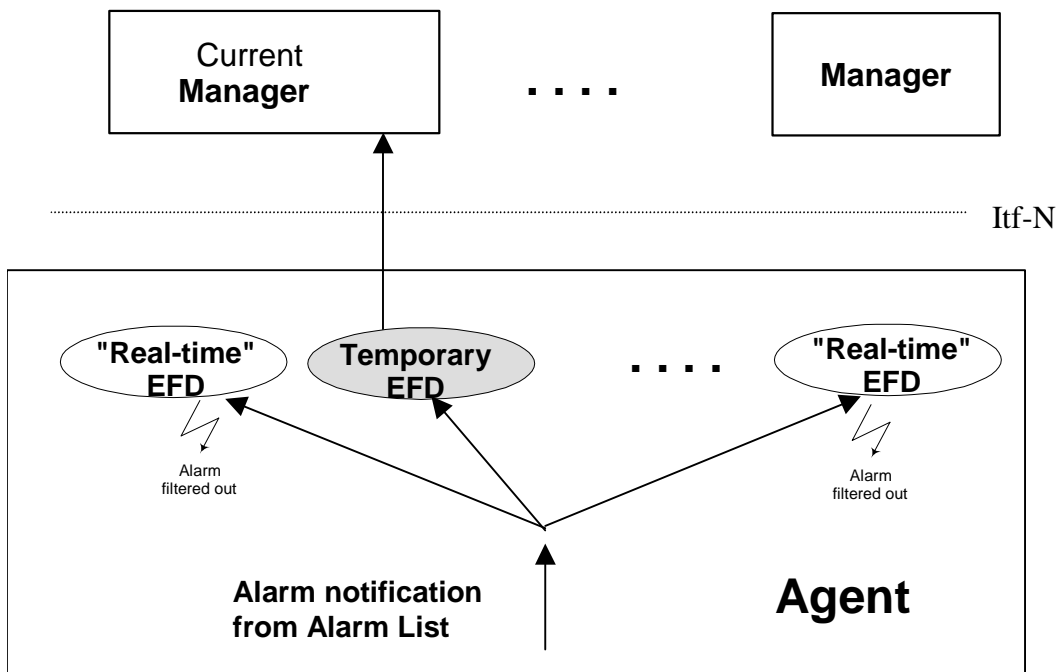 Current
Manager
. . . .
Manager
Itf-N
"Real-time"
EFD
Temporary
EFD
. . . .
"Real-time"
EFD
Alarm
filtered out
Alarm
filtered out
Alarm notification
from Alarm List
Agent